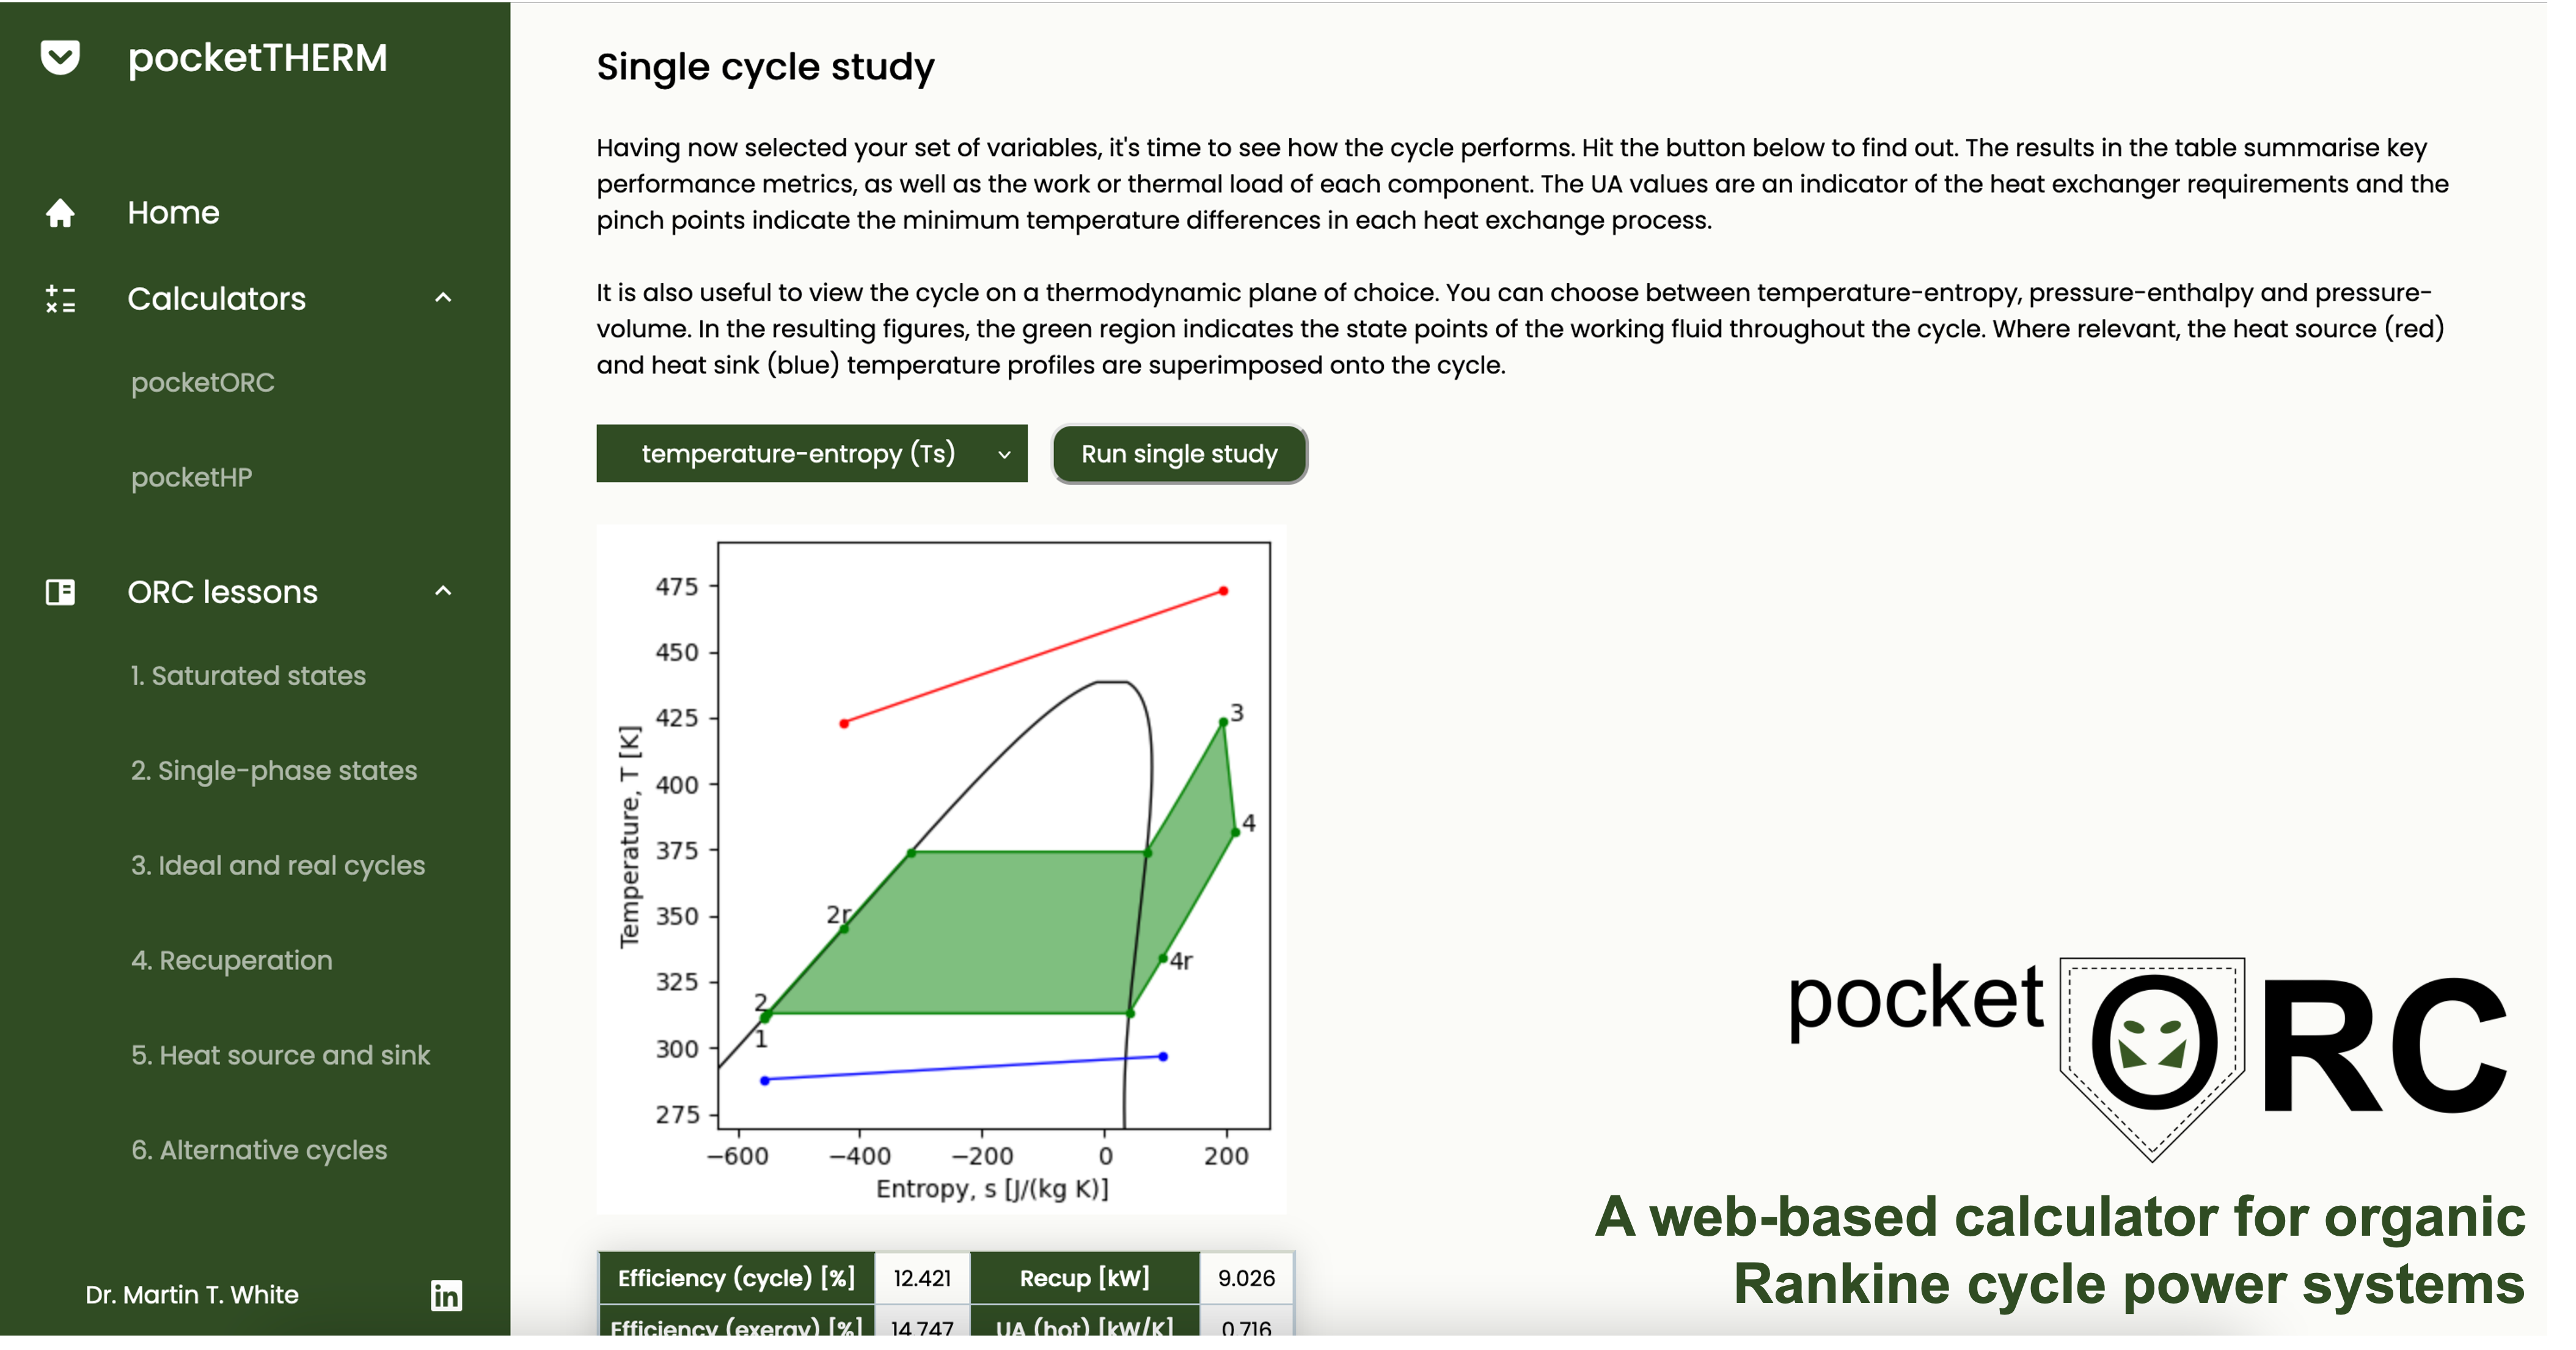 pocketTHERM
Home
Calculators
pocketORC
pocketHP
ORC lessons
1. Saturated states
2. Single-phase states
3. Ideal and real cycles
4. Recuperation
5. Heat source and sink
6. Alternative cycles
Dr. Martin T. White
in
Single cycle study
Having now selected your set of variables, it's time to see how the cycle performs. Hit the button below to find out. The results in the table summarise key
performance metrics, as well as the work or thermal load of each component. The UA values are an indicator of the heat exchanger requirements and the
pinch points indicate the minimum temperature differences in each heat exchange process.
It is also useful to view the cycle on a thermodynamic plane of choice. You can choose between temperature-entropy, pressure-enthalpy and pressure-
volume. In the resulting figures, the green region indicates the state points of the working fluid throughout the cycle. Where relevant, the heat source (red)
and heat sink (blue) temperature profiles are superimposed onto the cycle.
temperature-entropy (Ts)
Run single study
Temperature, T [K]
475
450
425
400
375
350
325
300
275
3
4
2r
4r
2
1
−600 −400 −200 0 200
Entropy, s [J/(kg K)]
Efficiency (cycle) [%] 12.421 Recup [kW] 9.026
Efficiency (exergy) [%] 14.747 UA (hot) [kW/K] 0.716
pocket ORC
A web-based calculator for organic
Rankine cycle power systems